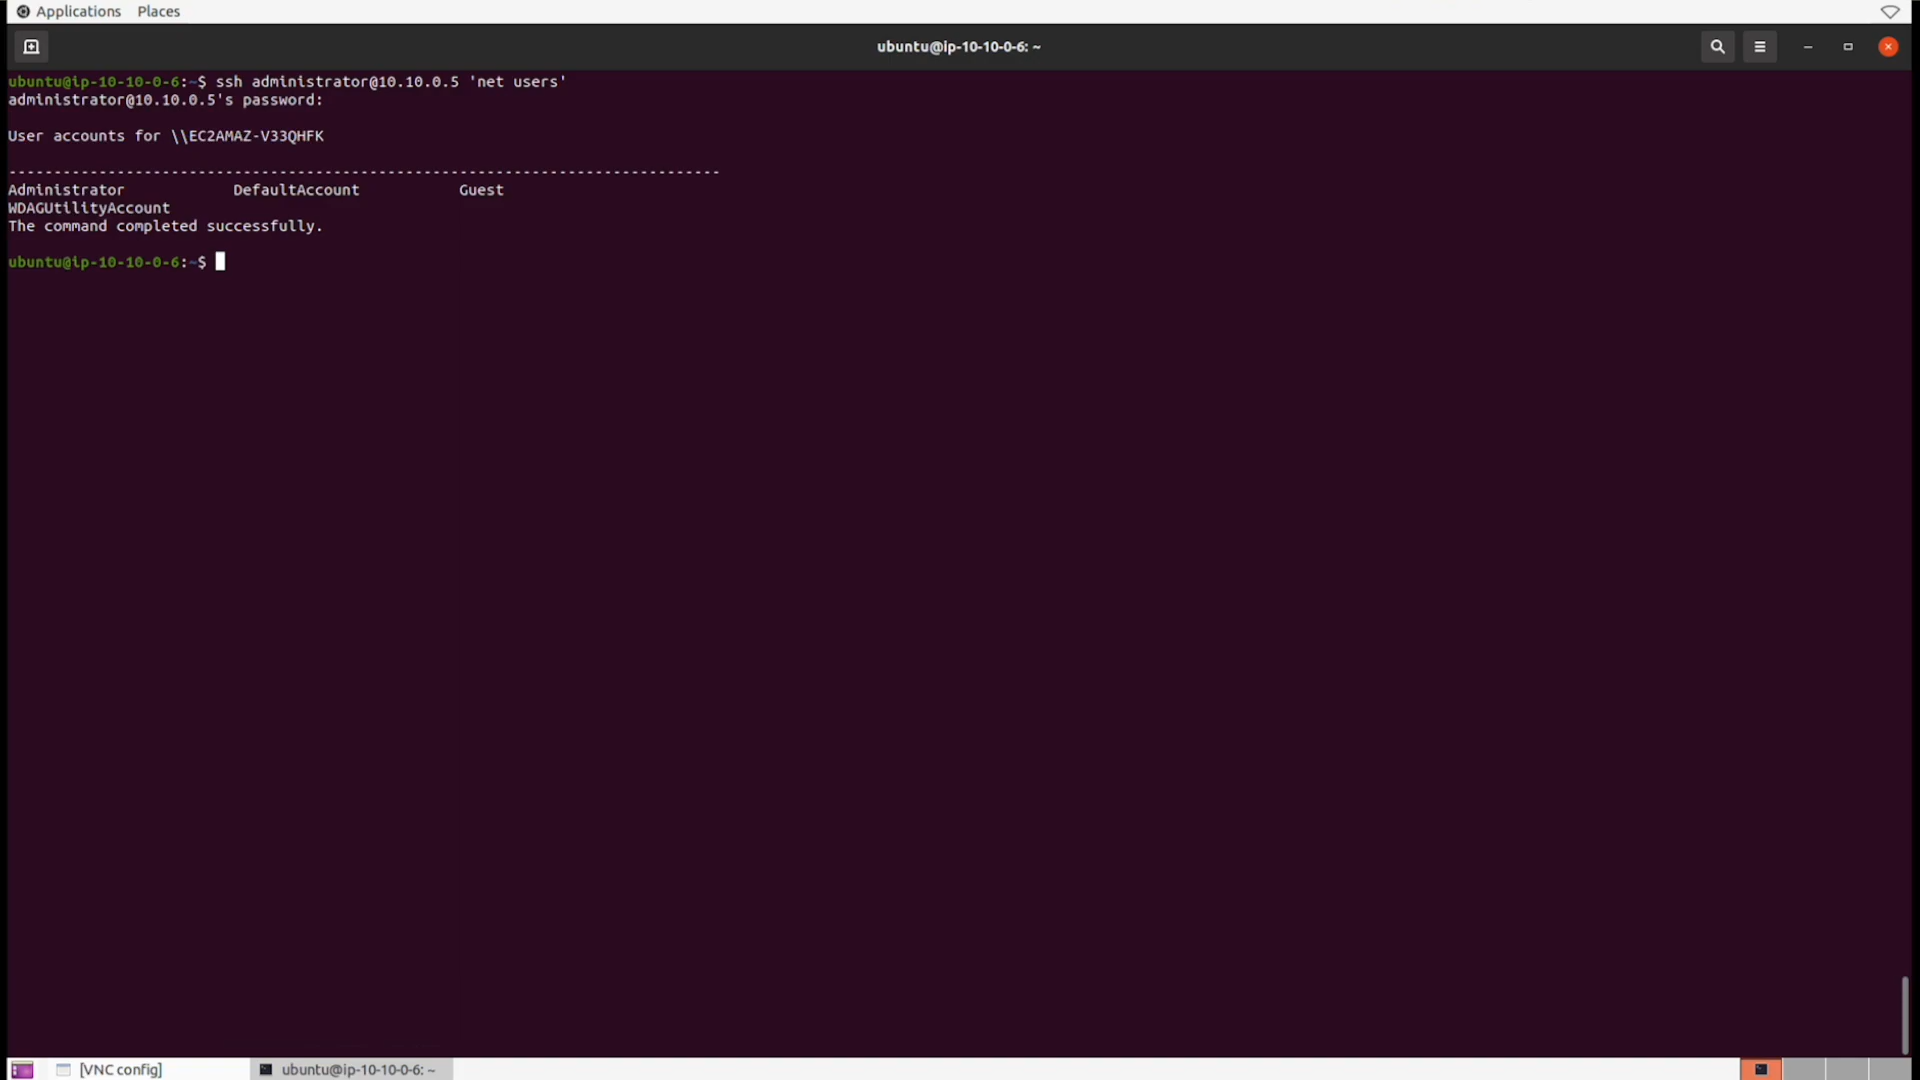 Applications Places
ubuntu@ip-10-10-0-6: ~
ubuntu@ip-10-10-0-6:~$ ssh administrator@10.10.0.5 'net users'
administrator@10.10.0.5's password:
User accounts for \\EC2AMAZ-V33QHFK
-------------------------------------------------------------------------------
Administrator            DefaultAccount           Guest
WDAGUtilityAccount
The command completed successfully.
ubuntu@ip-10-10-0-6:~$
[VNC config] ubuntu@ip-10-10-0-6: ~